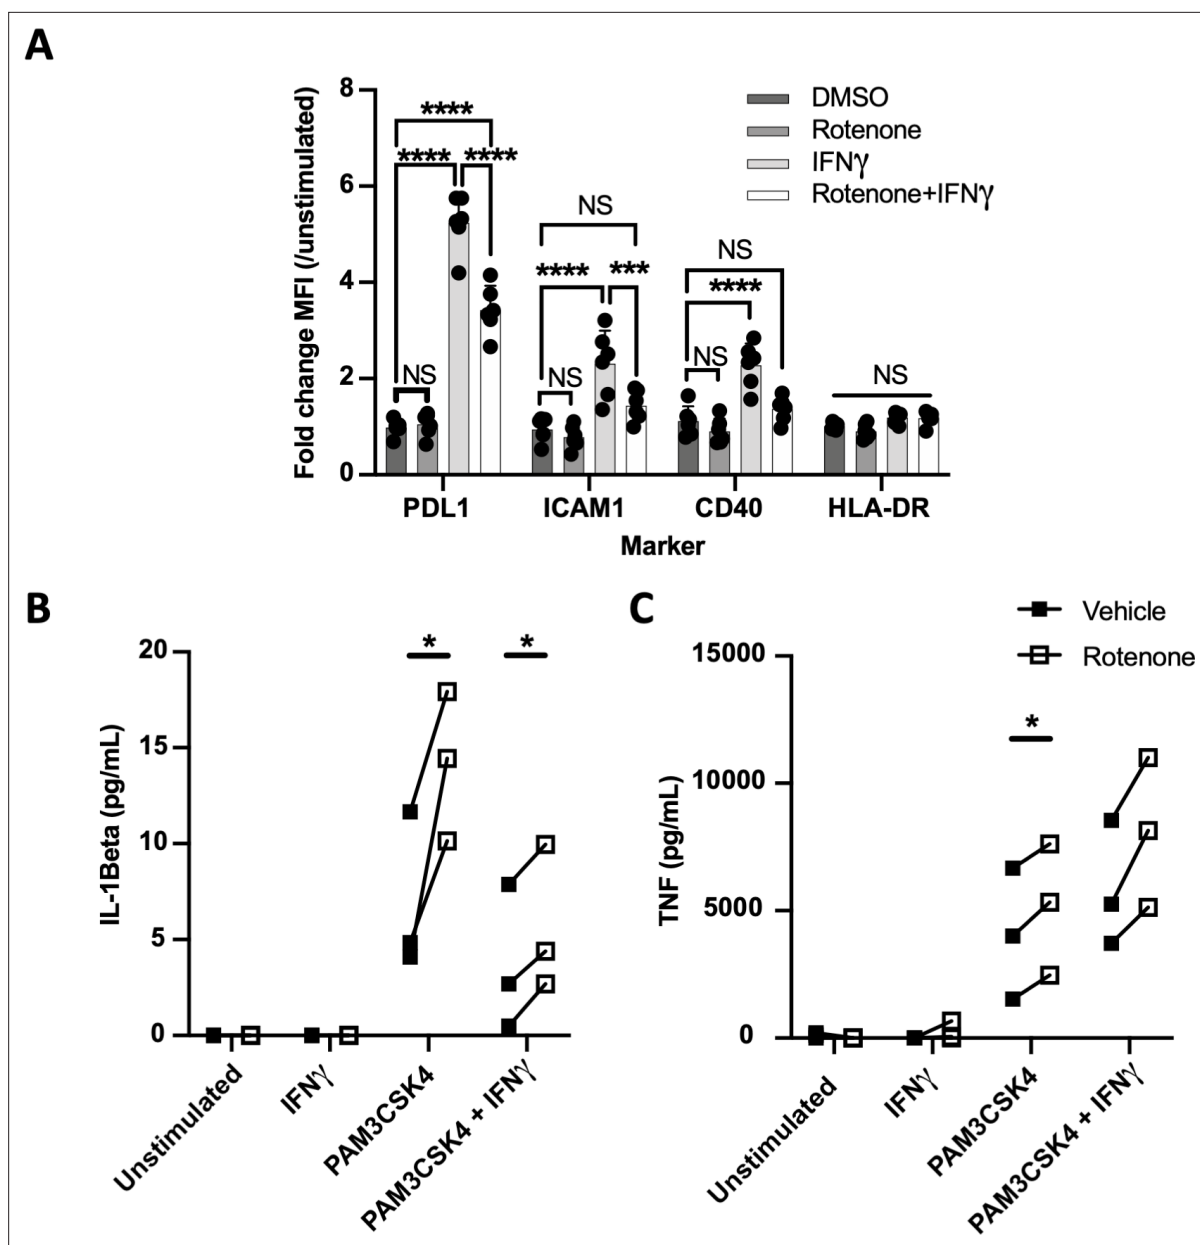 A
Fold change MFI (/unstimulated)
8
6
4
2
0
DMSO
Rotenone
IFNγ
Rotenone+IFNγ
****
**** ****
NS
NS
**** ***
NS
NS
****
NS
NS
PDL1 ICAM1 CD40 HLA-DR
Marker
B
IL-1Beta (pg/mL)
20
15
10
5
0
* *
Unstimulated
IFNγ
PAM3CSK4
PAM3CSK4 + IFNγ
C
Vehicle
Rotenone
TNF (pg/mL)
15000
10000
5000
0
*
Unstimulated
IFNγ
PAM3CSK4
PAM3CSK4 + IFNγ